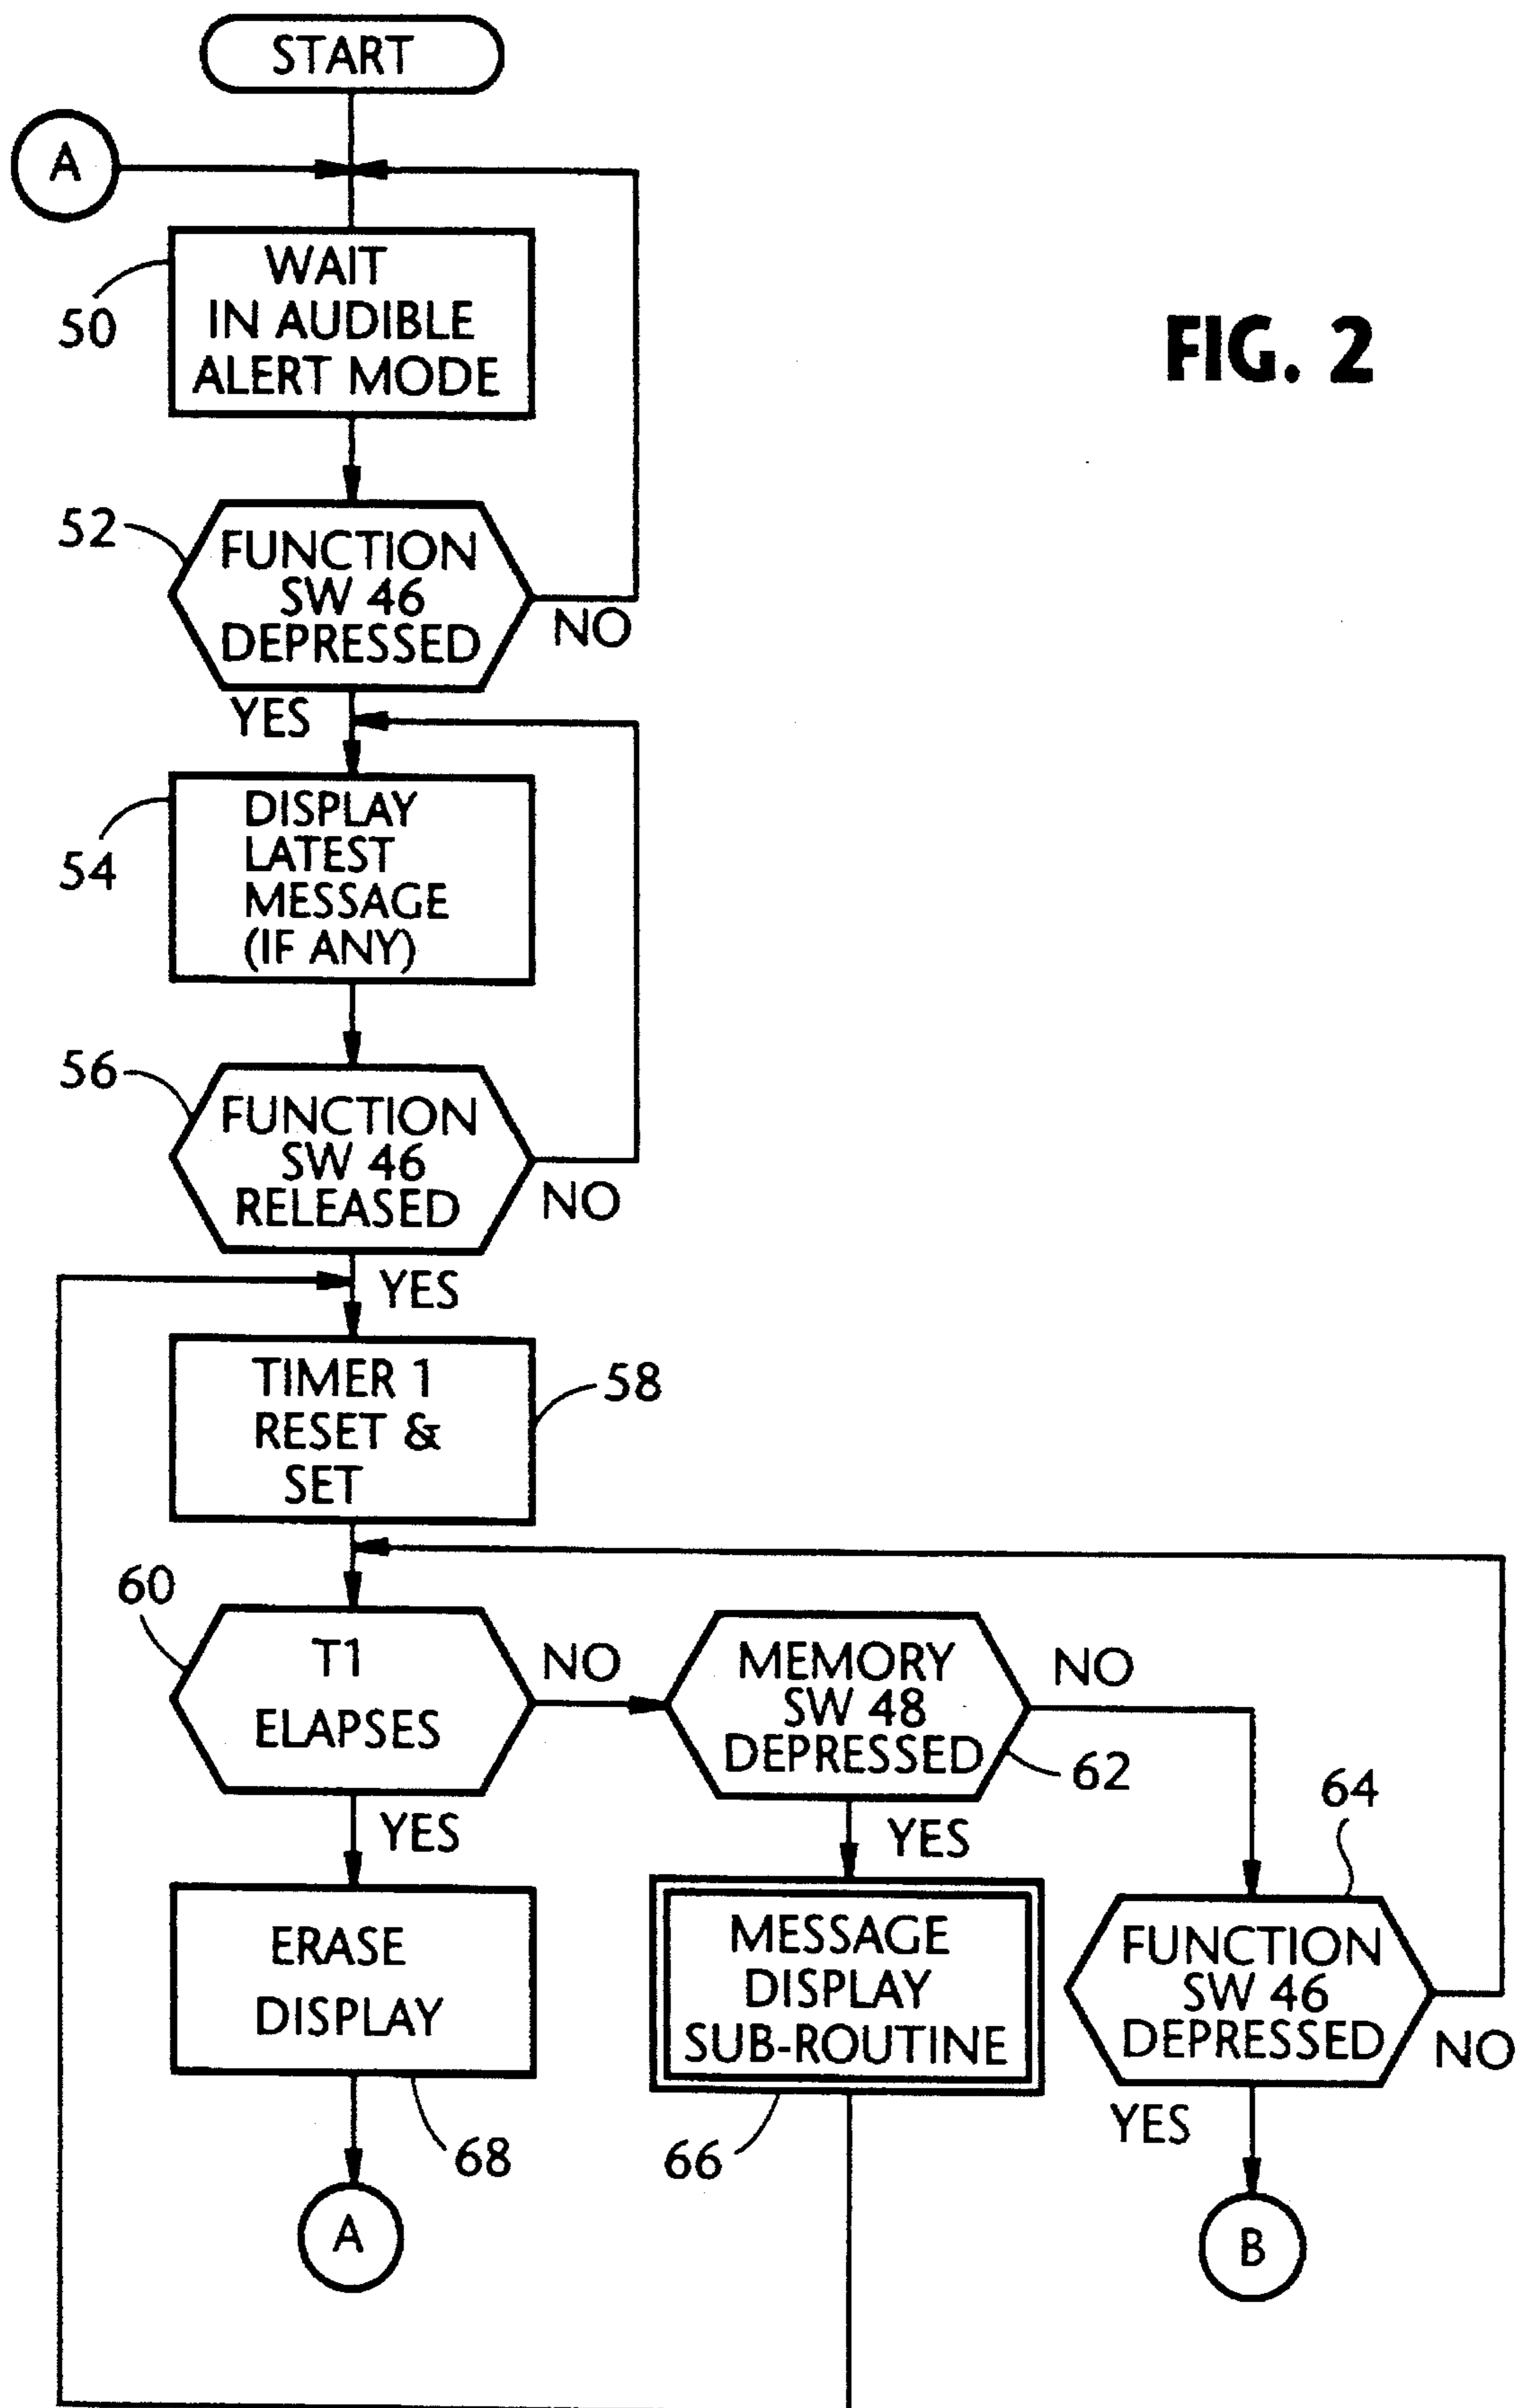 START
A
WAIT
IN AUDIBLE
ALERT MODE
50
FIG. 2
52
FUNCTION
SW 46
DEPRESSED
NO
YES
DISPLAY
LATEST
MESSAGE
(IF ANY)
54
56
FUNCTION
SW 46
RELEASED
NO
YES
TIMER 1
RESET &
SET
58
60
T1
ELAPSES
NO
YES
MEMORY
SW 48
DEPRESSED
NO
62
YES
64
ERASE
DISPLAY
68
MESSAGE
DISPLAY
SUB-ROUTINE
66
FUNCTION
SW 46
DEPRESSED
NO
YES
A
B